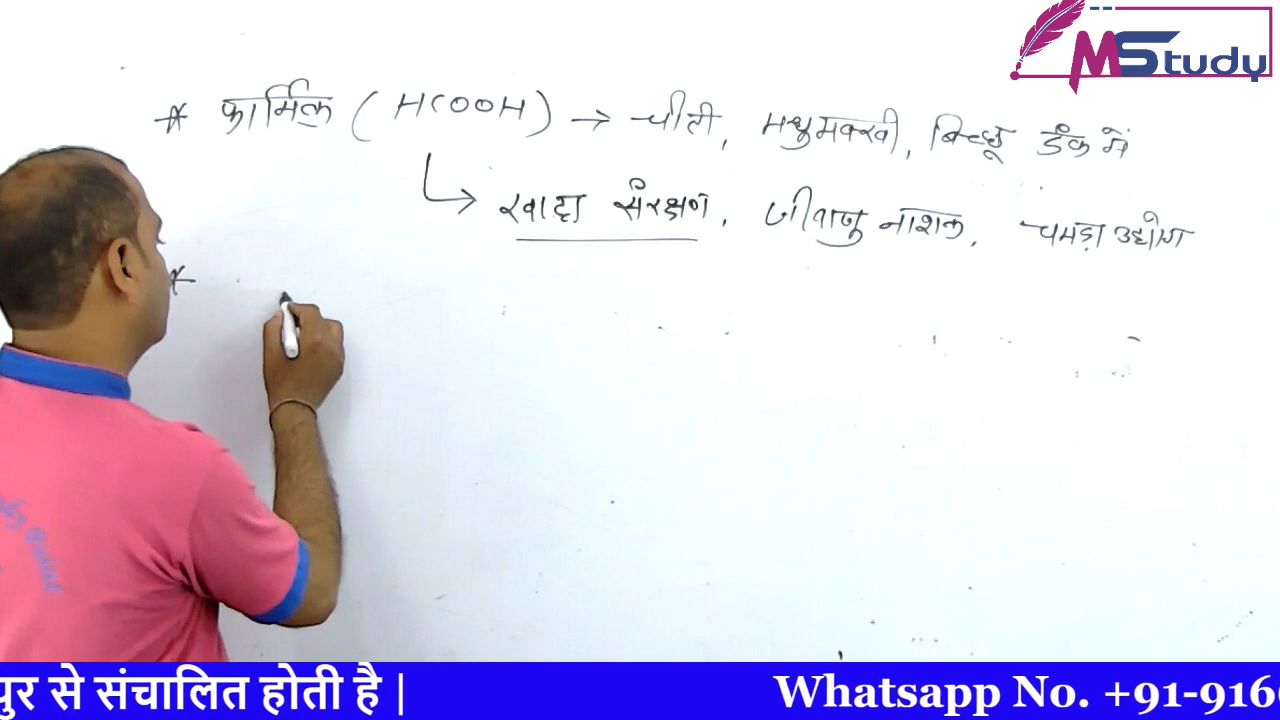 MStudy
* फार्मिक (HCOOH) → चीटी, मधुमक्खी, बिच्छू डंक में
↳ खाद्य संरक्षण, जीवाणु नाशक, चमड़ा उद्योग
*
पुर से संचालित होती है |
Whatsapp No. +91-916